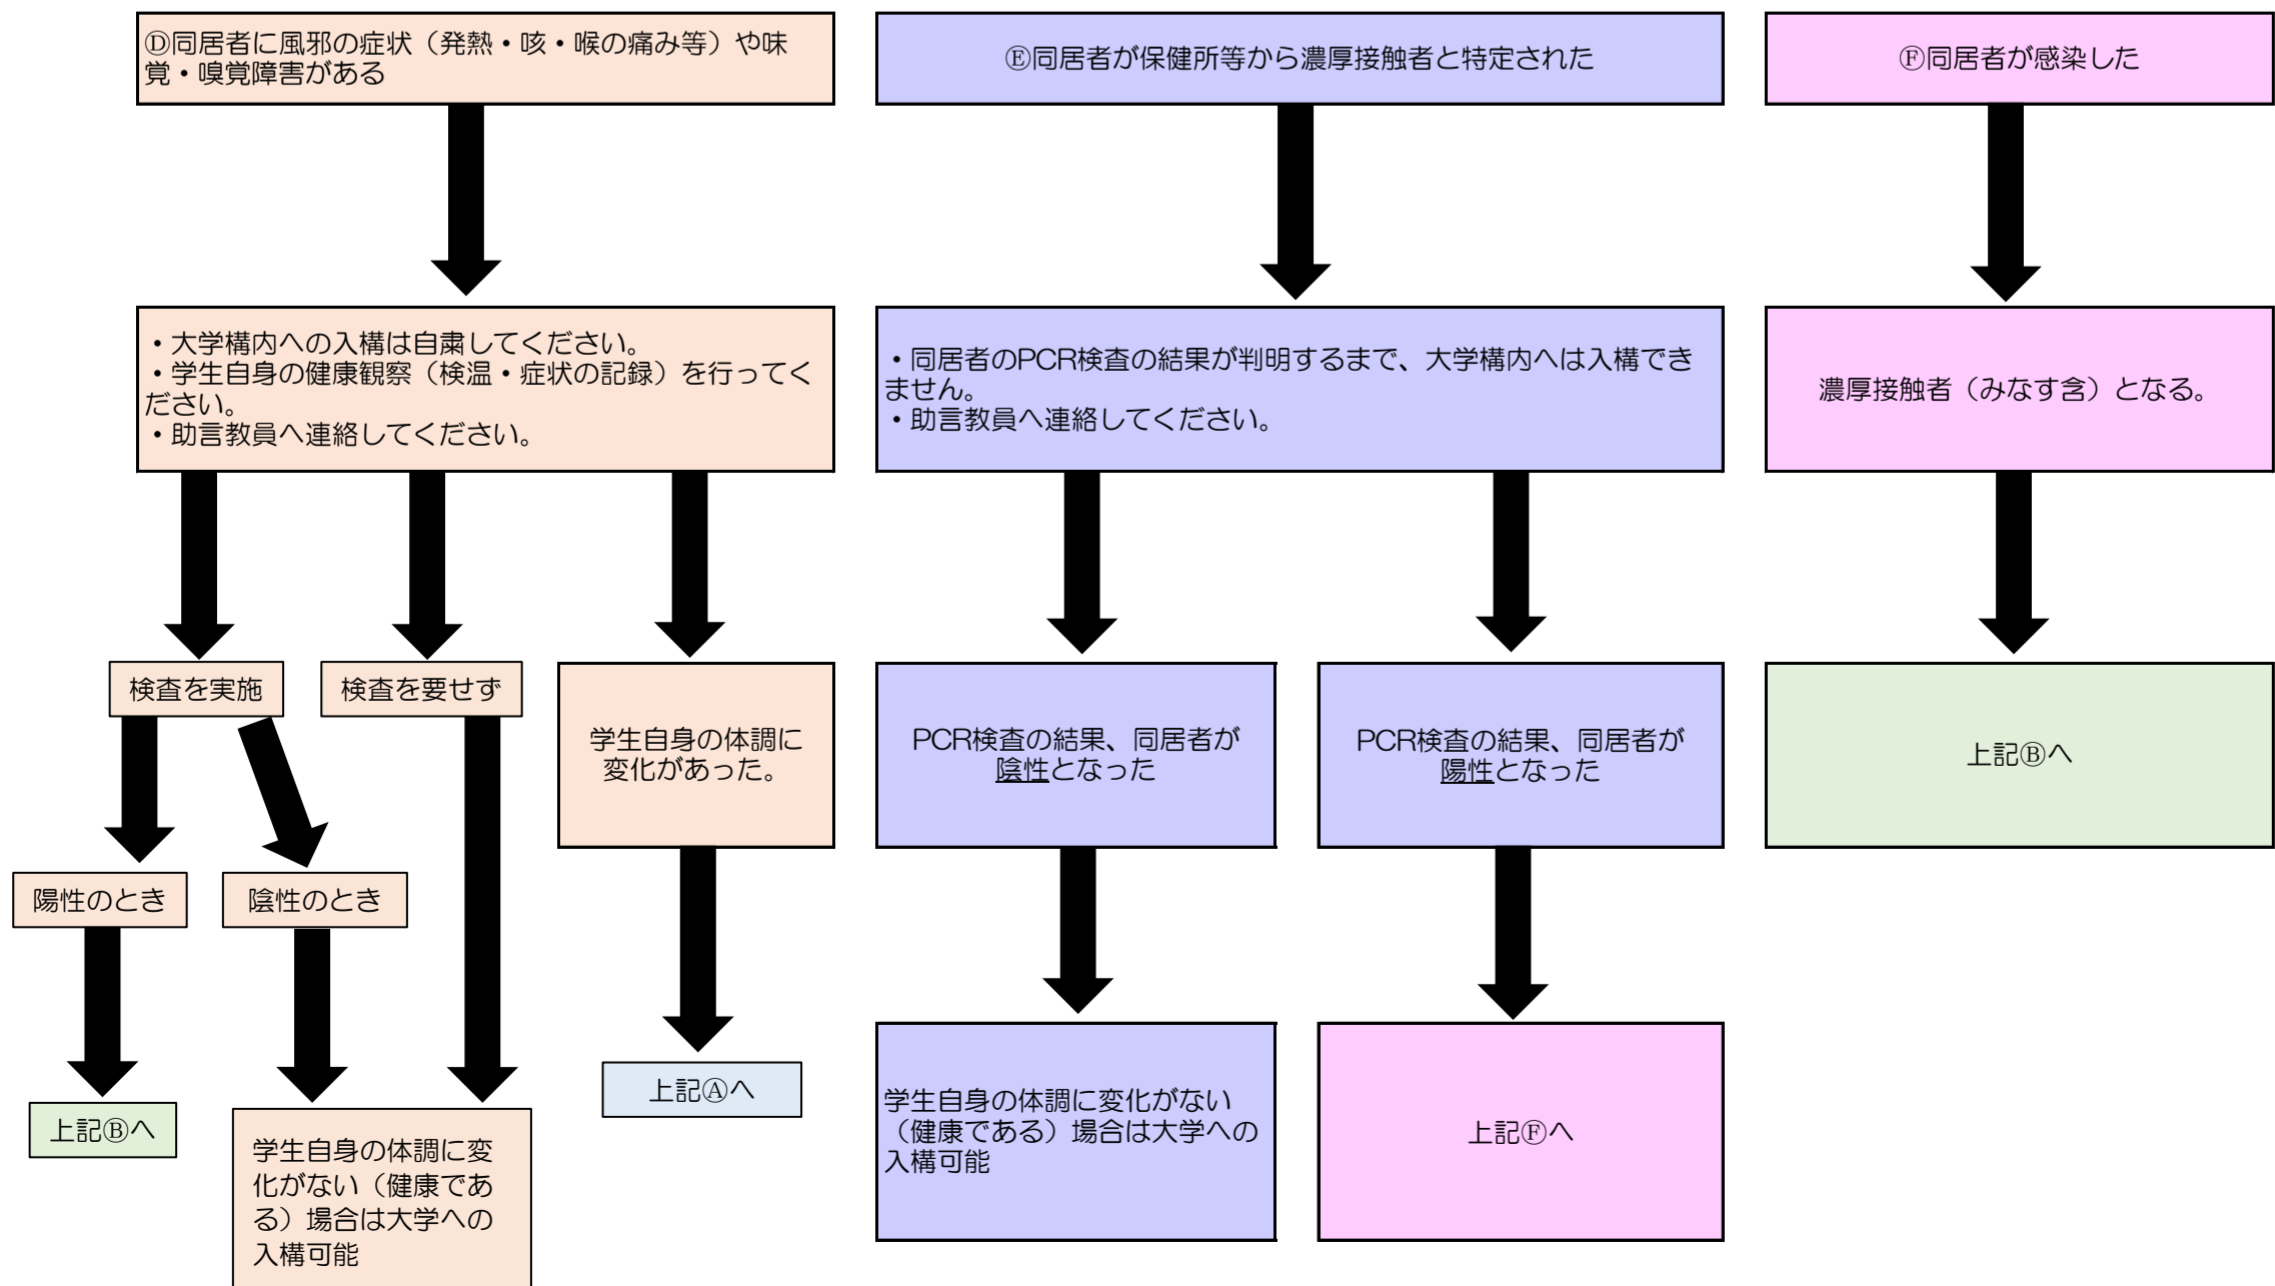 Ⓓ同居者に風邪の症状（発熱・咳・喉の痛み等）や味
覚・嗅覚障害がある
Ⓔ同居者が保健所等から濃厚接触者と特定された
Ⓕ同居者が感染した
・大学構内への入構は自粛してください。
・学生自身の健康観察（検温・症状の記録）を行ってく
ださい。
・助言教員へ連絡してください。
・同居者のPCR検査の結果が判明するまで、大学構内へは入構でき
ません。
・助言教員へ連絡してください。
濃厚接触者（みなす含）となる。
検査を実施
検査を要せず
学生自身の体調に
変化があった。
PCR検査の結果、同居者が
陰性となった
PCR検査の結果、同居者が
陽性となった
上記Ⓑへ
陽性のとき
陰性のとき
上記Ⓑへ
学生自身の体調に変
化がない（健康であ
る）場合は大学への
入構可能
上記Ⓐへ
学生自身の体調に変化がない
（健康である）場合は大学への
入構可能
上記Ⓕへ